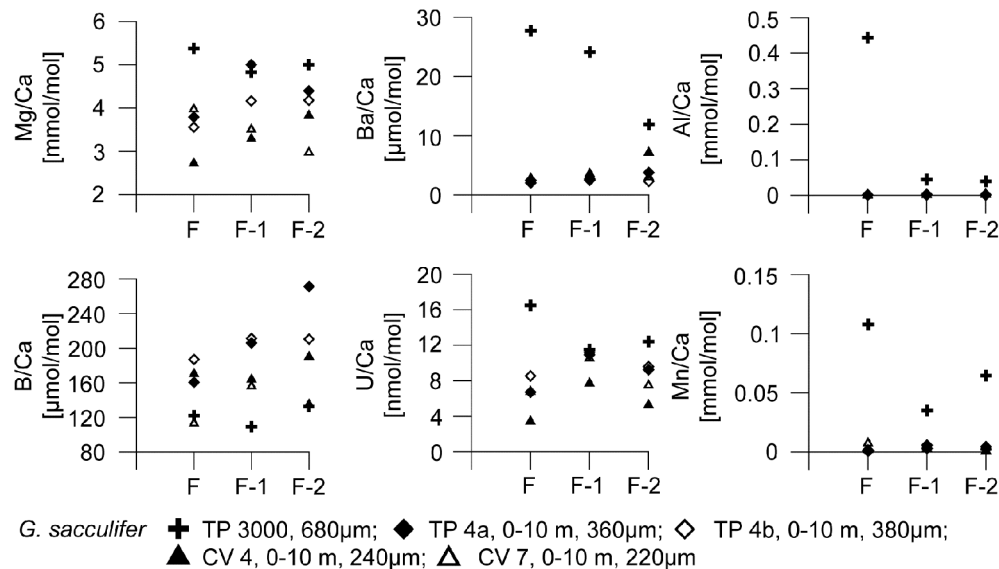 6
5
4
3
2
Mg/Ca
[mmol/mol]
F F-1 F-2
30
20
10
0
Ba/Ca
[µmol/mol]
F F-1 F-2
0.5
0.4
0.3
0.2
0.1
0
Al/Ca
[mmol/mol]
F F-1 F-2
280
240
200
160
120
80
B/Ca
[µmol/mol]
F F-1 F-2
20
16
12
8
4
0
U/Ca
[nmol/mol]
F F-1 F-2
0.15
0.1
0.05
0
Mn/Ca
[mmol/mol]
F F-1 F-2
G. sacculifer TP 3000, 680µm; TP 4a, 0-10 m, 360µm; TP 4b, 0-10 m, 380µm;
CV 4, 0-10 m, 240µm; CV 7, 0-10 m, 220µm